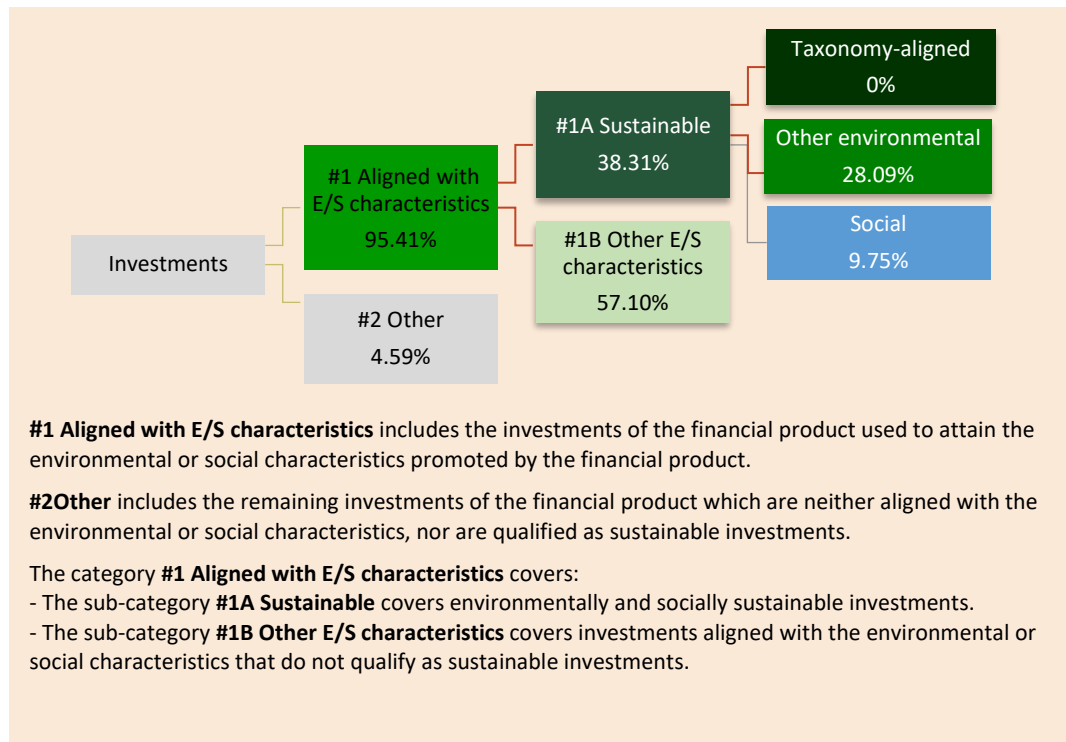 Investments
#1 Aligned with
E/S characteristics
95.41%
#2 Other
4.59%
#1A Sustainable
38.31%
#1B Other E/S
characteristics
57.10%
Taxonomy-aligned
0%
Other environmental
28.09%
Social
9.75%
#1 Aligned with E/S characteristics includes the investments of the financial product used to attain the
environmental or social characteristics promoted by the financial product.
#2Other includes the remaining investments of the financial product which are neither aligned with the
environmental or social characteristics, nor are qualified as sustainable investments.
The category #1 Aligned with E/S characteristics covers:
- The sub-category #1A Sustainable covers environmentally and socially sustainable investments.
- The sub-category #1B Other E/S characteristics covers investments aligned with the environmental or
social characteristics that do not qualify as sustainable investments.